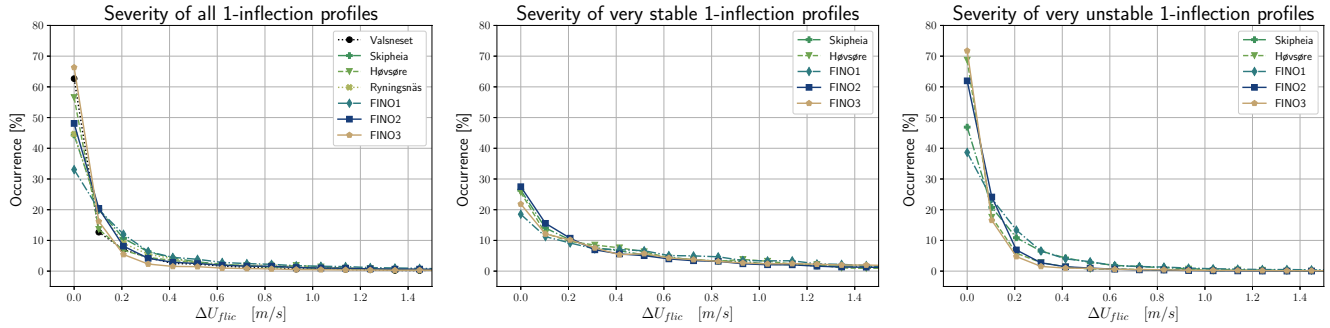 Severity of all 1-inflection profiles
80
70
60
50
40
30
20
10
0
Occurrence [%]
Valsneset
Skipheia
Høvsøre
Ryningsnäs
FINO1
FINO2
FINO3
0.0 0.2 0.4 0.6 0.8 1.0 1.2 1.4
ΔU_flic [m/s]
Severity of very stable 1-inflection profiles
80
70
60
50
40
30
20
10
0
Occurrence [%]
Skipheia
Høvsøre
FINO1
FINO2
FINO3
0.0 0.2 0.4 0.6 0.8 1.0 1.2 1.4
ΔU_flic [m/s]
Severity of very unstable 1-inflection profiles
80
70
60
50
40
30
20
10
0
Occurrence [%]
Skipheia
Høvsøre
FINO1
FINO2
FINO3
0.0 0.2 0.4 0.6 0.8 1.0 1.2 1.4
ΔU_flic [m/s]